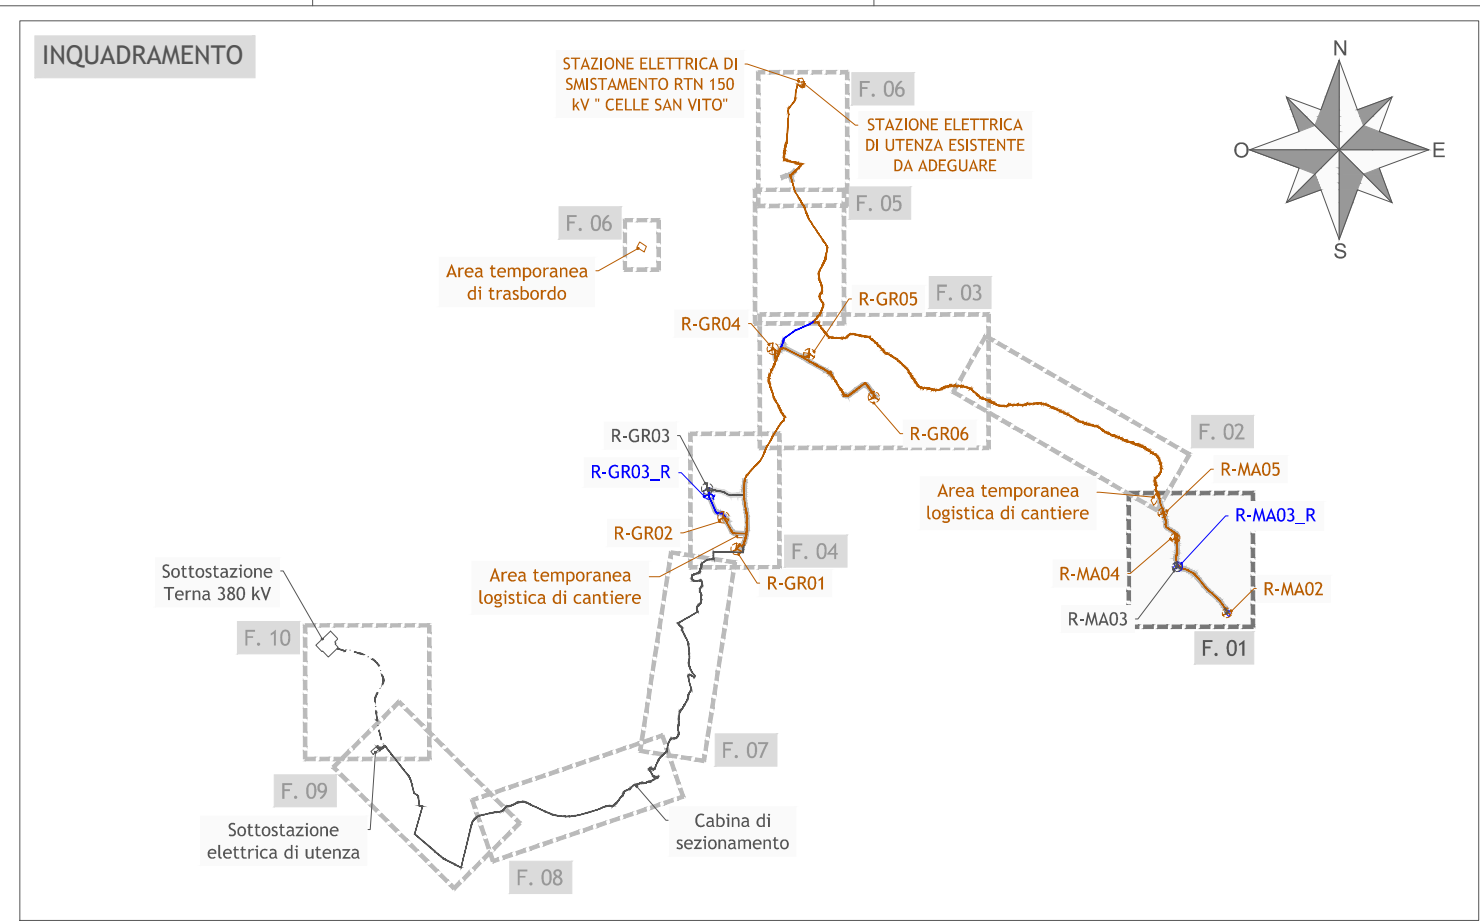 INQUADRAMENTO
STAZIONE ELETTRICA DI
SMISTAMENTO RTN 150
kV " CELLE SAN VITO"
F. 06
STAZIONE ELETTRICA
DI UTENZA ESISTENTE
DA ADEGUARE
N
O
E
S
F. 05
F. 06
Area temporanea
di trasbordo
F. 03
R-GR05
R-GR04
R-GR06
R-GR03
R-GR03_R
R-GR02
F. 04
R-GR01
Area temporanea
logistica di cantiere
F. 02
R-MA05
Area temporanea
logistica di cantiere
R-MA03_R
R-MA04
R-MA02
R-MA03
F. 01
Sottostazione
Terna 380 kV
F. 10
F. 07
F. 09
Sottostazione
elettrica di utenza
Cabina di
sezionamento
F. 08